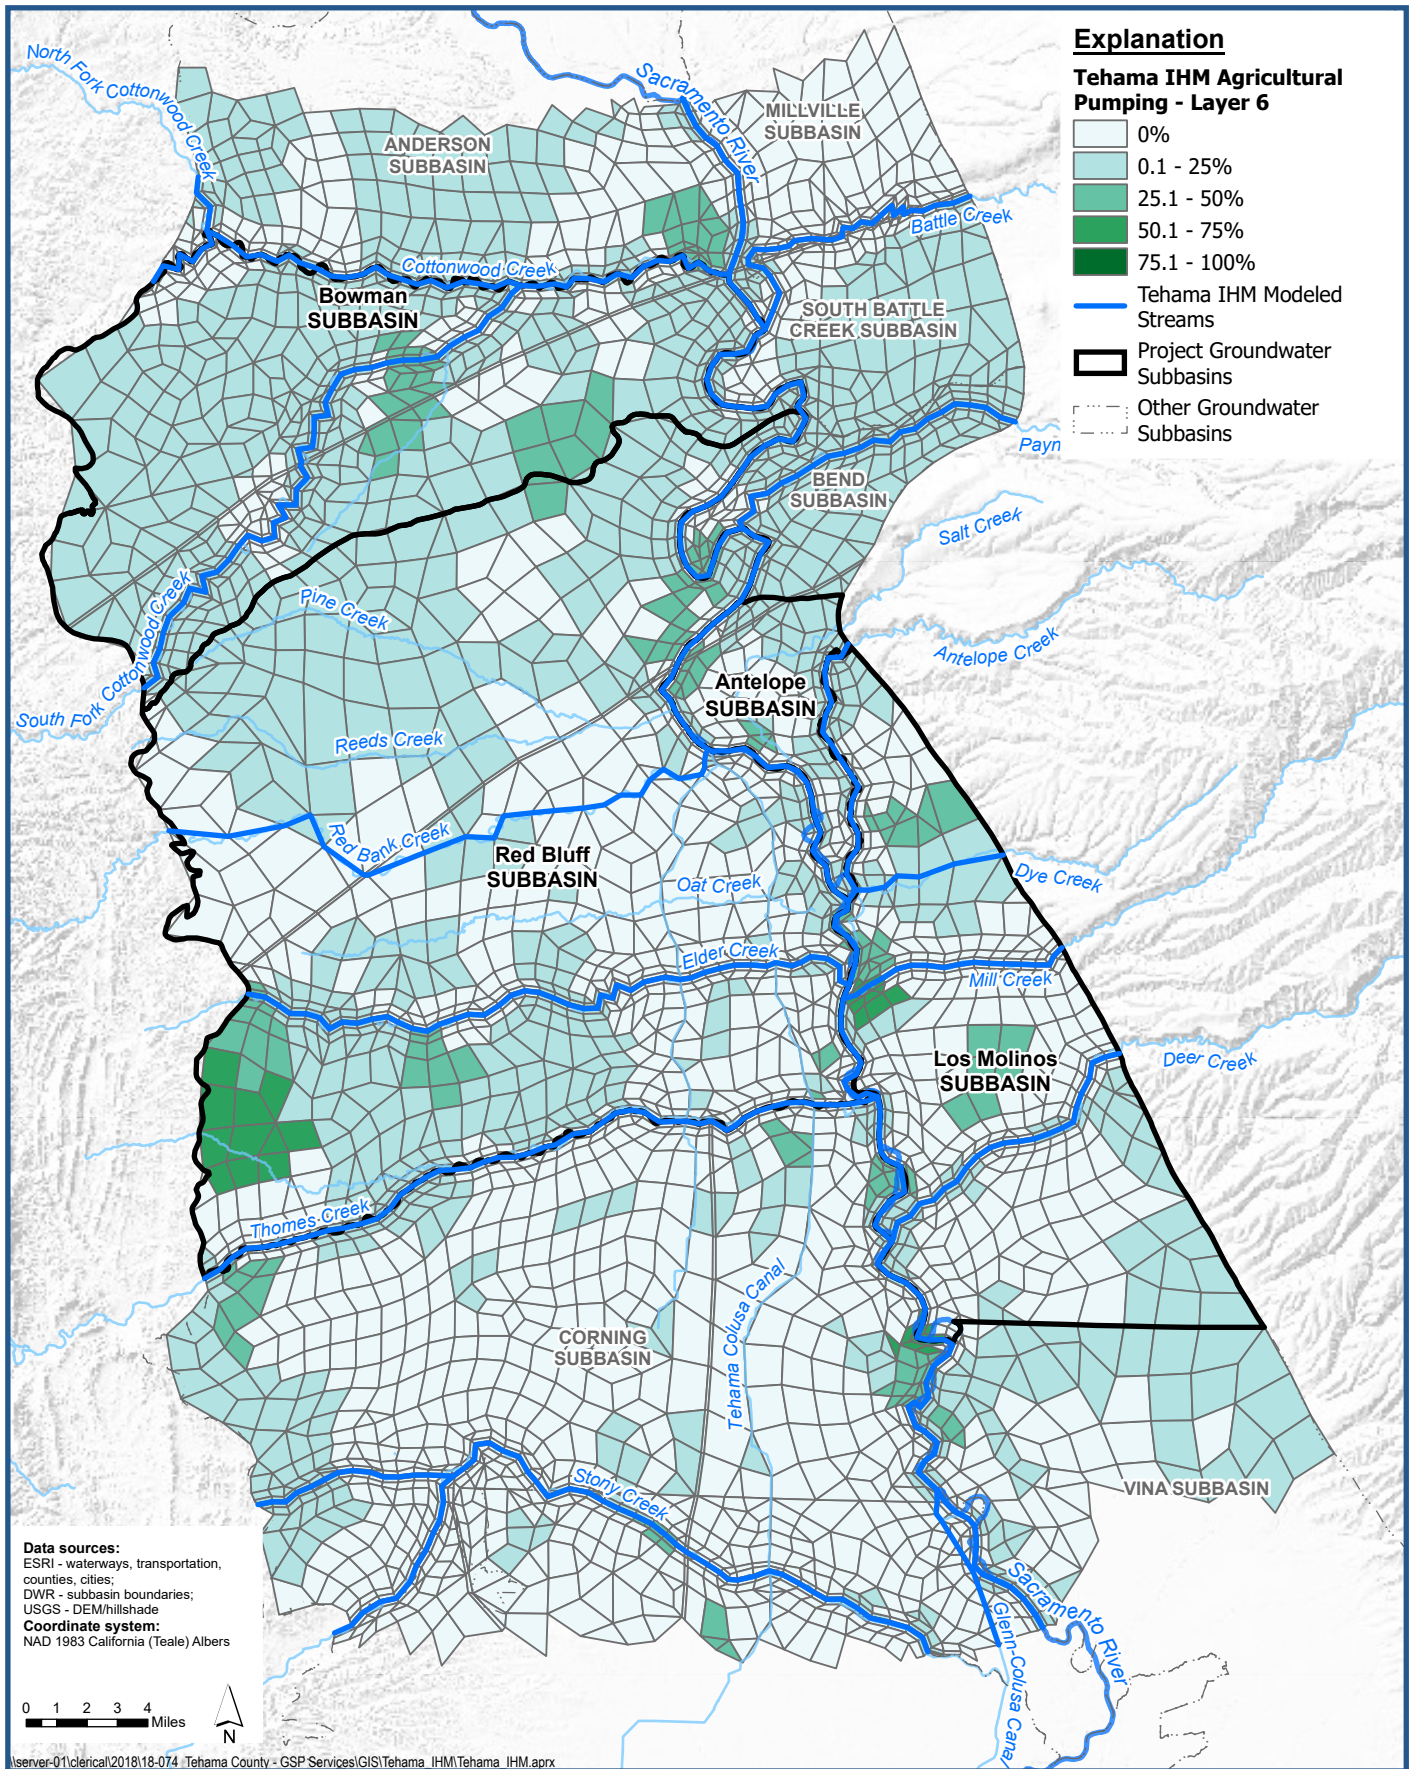 Explanation
Tehama IHM Agricultural
Pumping - Layer 6
0%
0.1 - 25%
25.1 - 50%
50.1 - 75%
75.1 - 100%
Tehama IHM Modeled
Streams
Project Groundwater
Subbasins
Other Groundwater
Subbasins
North Fork Cottonwood Creek
Sacramento River
MILLVILLE
SUBBASIN
ANDERSON
SUBBASIN
Battle Creek
Cottonwood Creek
Bowman
SUBBASIN
SOUTH BATTLE
CREEK SUBBASIN
Payn
BEND
SUBBASIN
Salt Creek
Pine Creek
Antelope Creek
South Fork Cottonwood Creek
Antelope
SUBBASIN
Reeds Creek
Red Bank Creek
Red Bluff
SUBBASIN
Oat Creek
Dye Creek
Elder Creek
Mill Creek
Los Molinos
SUBBASIN
Deer Creek
Thomes Creek
Tehama Colusa Canal
CORNING
SUBBASIN
Stony Creek
VINA SUBBASIN
Sacramento River
Glenn-Colusa Canal
Data sources:
ESRI - waterways, transportation,
counties, cities;
DWR - subbasin boundaries;
USGS - DEM/hillshade
Coordinate system:
NAD 1983 California (Teale) Albers
0 1 2 3 4
Miles
N
\\server-01\clerical\2018\18-074_Tehama County - GSP Services\GIS\Tehama_IHM\Tehama_IHM.aprx